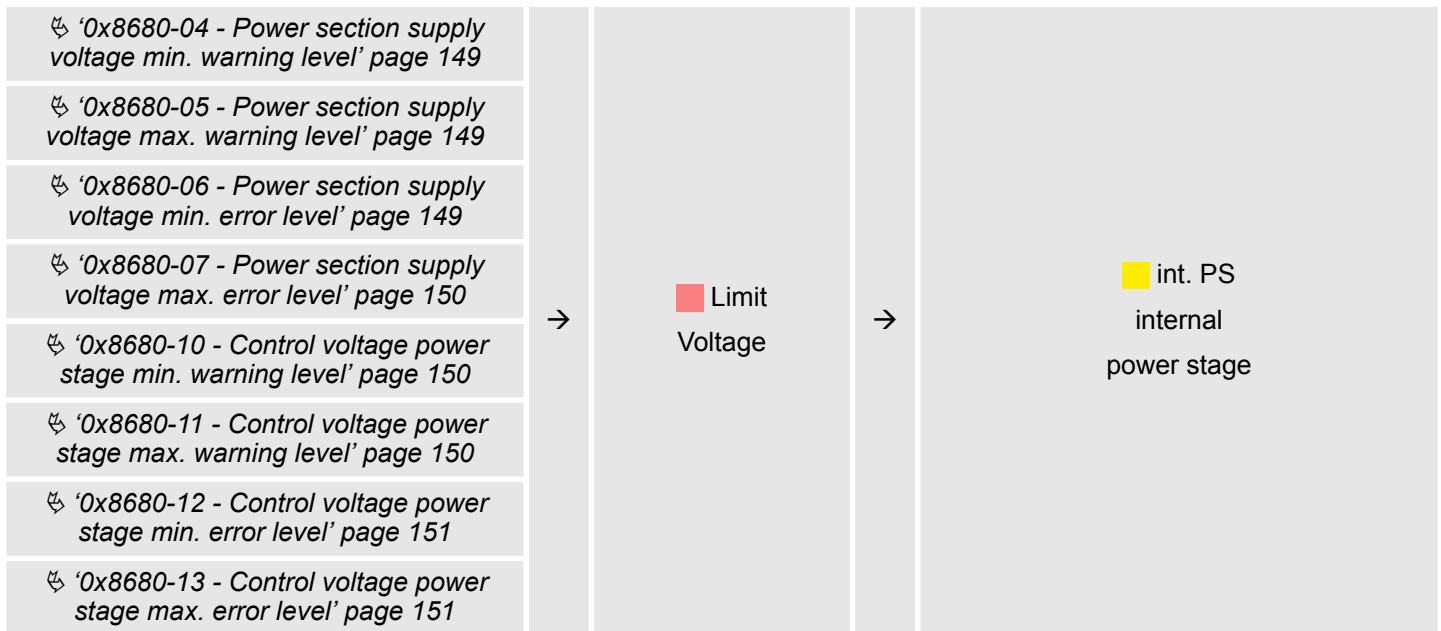 ↳ ‘0x8680-04 - Power section supply
voltage min. warning level’ page 149
↳ ‘0x8680-05 - Power section supply
voltage max. warning level’ page 149
↳ ‘0x8680-06 - Power section supply
voltage min. error level’ page 149
↳ ‘0x8680-07 - Power section supply
voltage max. error level’ page 150
↳ ‘0x8680-10 - Control voltage power
stage min. warning level’ page 150
↳ ‘0x8680-11 - Control voltage power
stage max. warning level’ page 150
↳ ‘0x8680-12 - Control voltage power
stage min. error level’ page 151
↳ ‘0x8680-13 - Control voltage power
stage max. error level’ page 151
→
Limit
Voltage
→
int. PS
internal
power stage